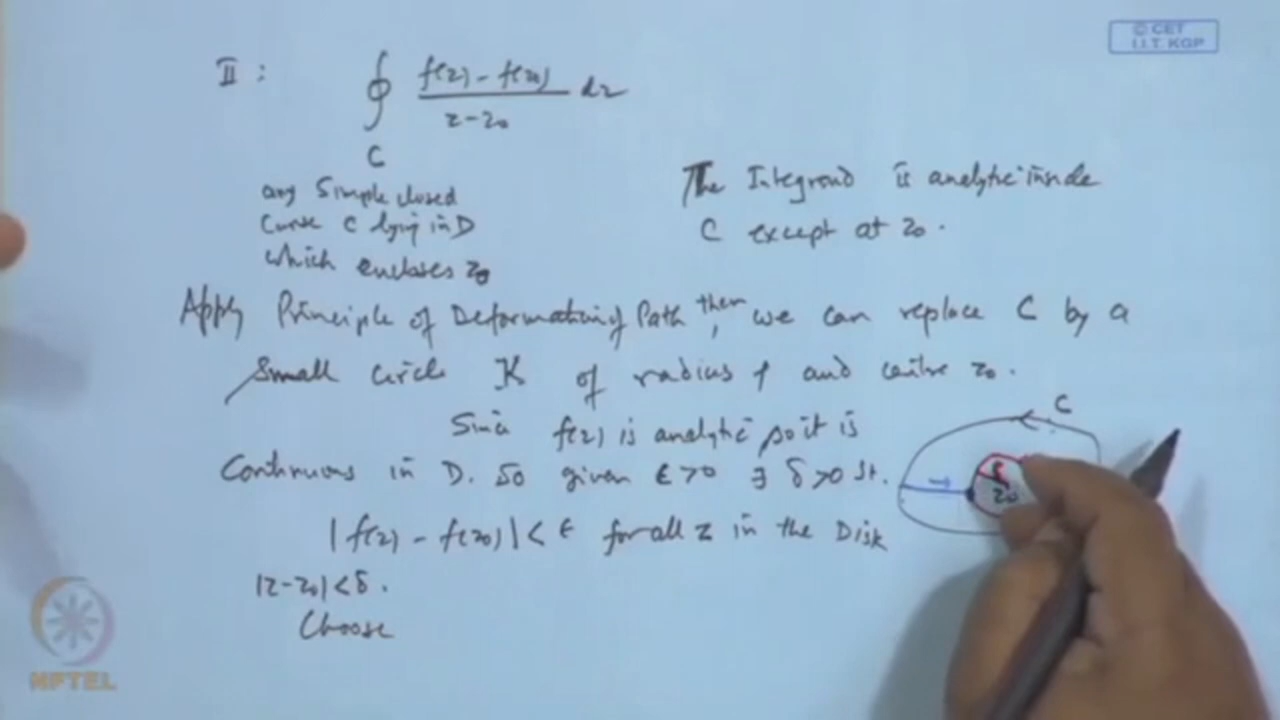 © CET
I.I.T. KGP
II : ∮ f(z) - f(z0) dz
z - z0
C
any Simple closed
Curve C lying in D
which encloses z0
The Integrand is analytic inside
C except at z0.
Apply Principle of Deformation of Path, then we can replace C by a
small circle K of radius ρ and centre z0.
Since f(z) is analytic so it is
Continuous in D. So given ε > 0 ∃ δ > 0 st.
|f(z) - f(z0)| < ε for all z in the Disk
|z - z0| < δ.
Choose
C
ρ
z0
NPTEL